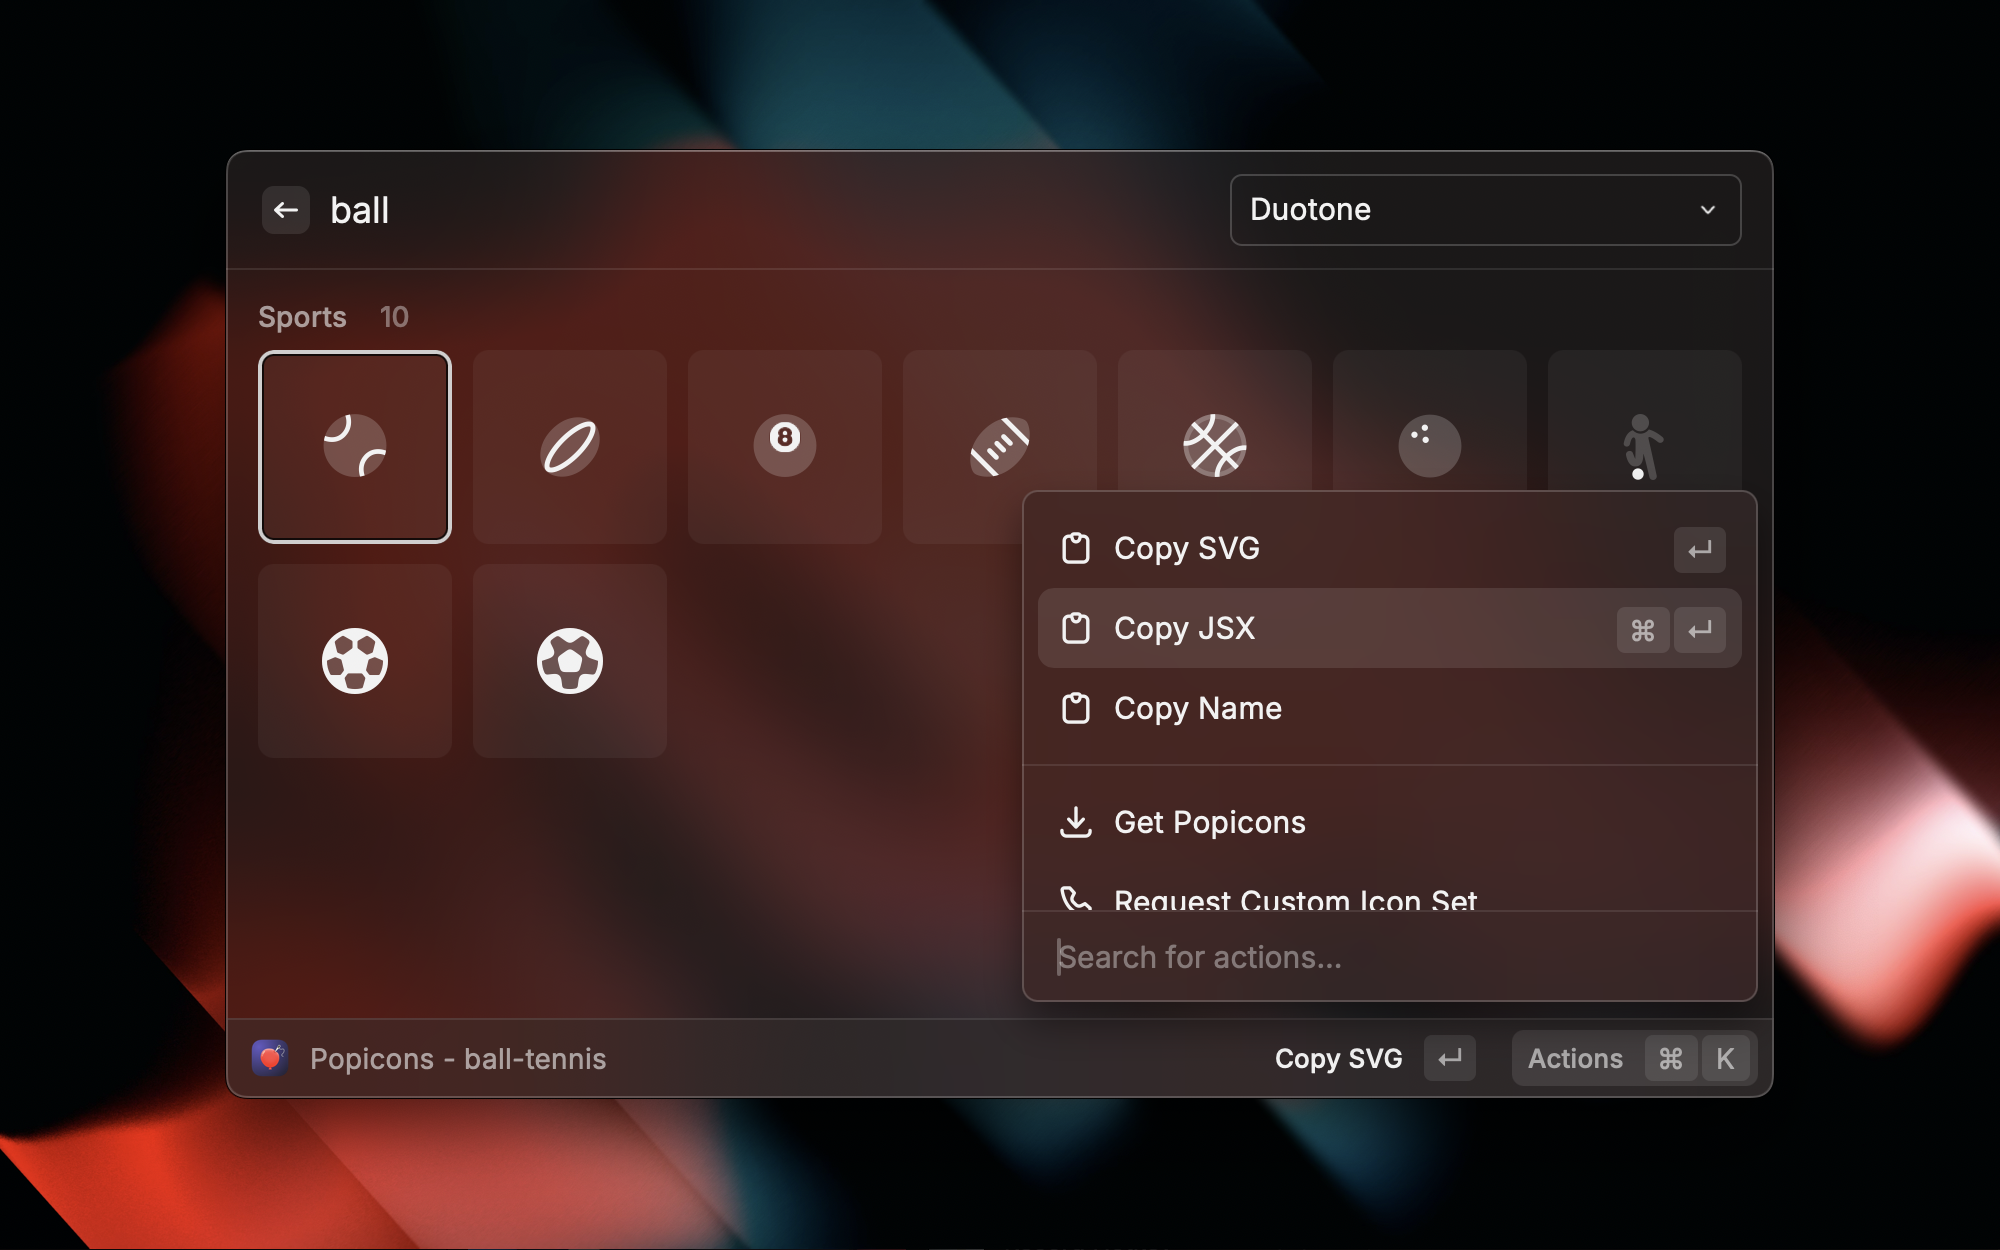 ball
Duotone
Sports 10
8
Copy SVG
Copy JSX
⌘
Copy Name
Get Popicons
Request Custom Icon Set
Search for actions...
Popicons - ball-tennis
Copy SVG
Actions ⌘ K